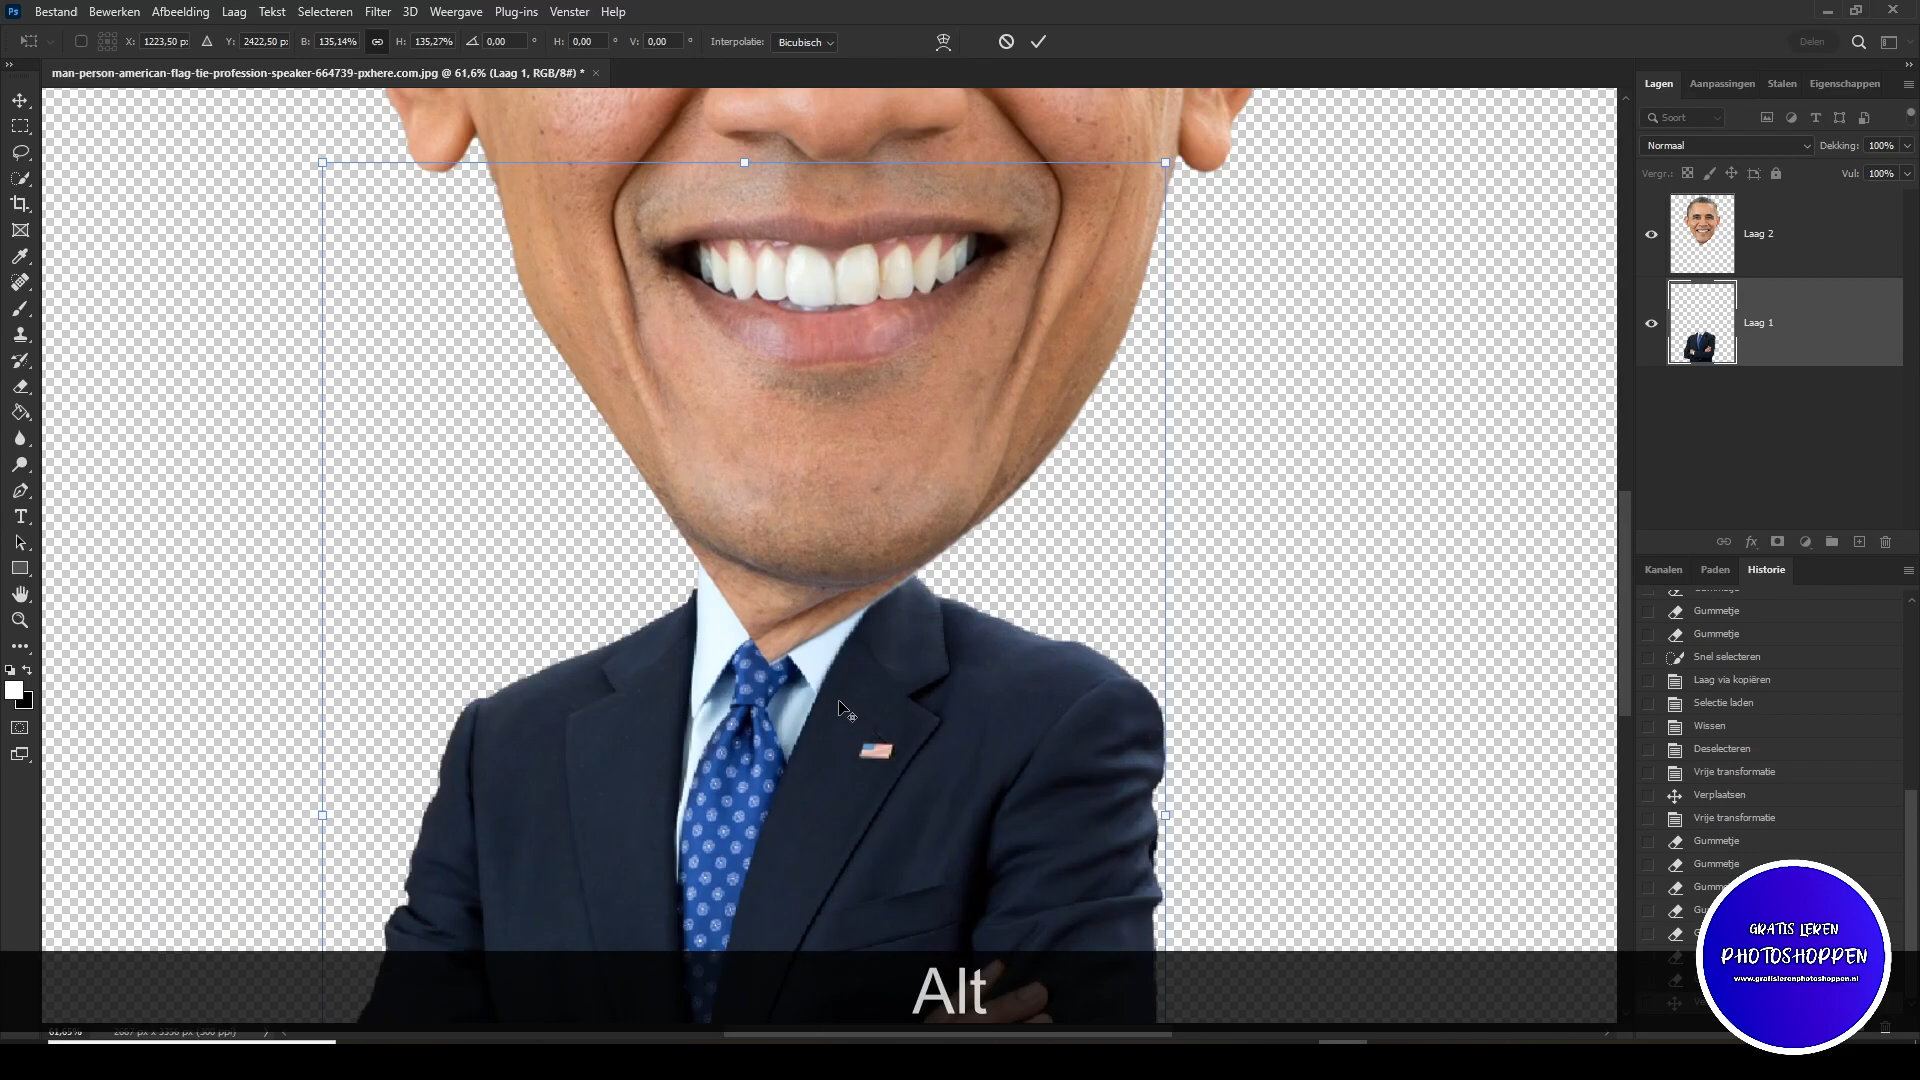 Ps Bestand Bewerken Afbeelding Laag Tekst Selecteren Filter 3D Weergave Plug-ins Venster Help
X: 1223,50 p: Y: 2422,50 p: B: 135,14% H: 135,27% 0,00 ° H: 0,00 ° V: 0,00 ° Interpolatie: Bicubisch Delen
man-person-american-flag-tie-profession-speaker-664739-pxhere.com.jpg @ 61,6% (Laag 1, RGB/8#) * ×
Lagen Aanpassingen Stalen Eigenschappen
Soort
Normaal Dekking: 100%
Vergr.: Vul: 100%
Laag 2
Laag 1
Kanalen Paden Historie
Gummetje
Gummetje
Gummetje
Snel selecteren
Laag via kopiëren
Selectie laden
Wissen
Deselecteren
Vrije transformatie
Verplaatsen
Vrije transformatie
Gummetje
Gummetje
GRATIS LEREN
PHOTOSHOPPEN
www.gratislerenphotoshoppen.nl
Alt